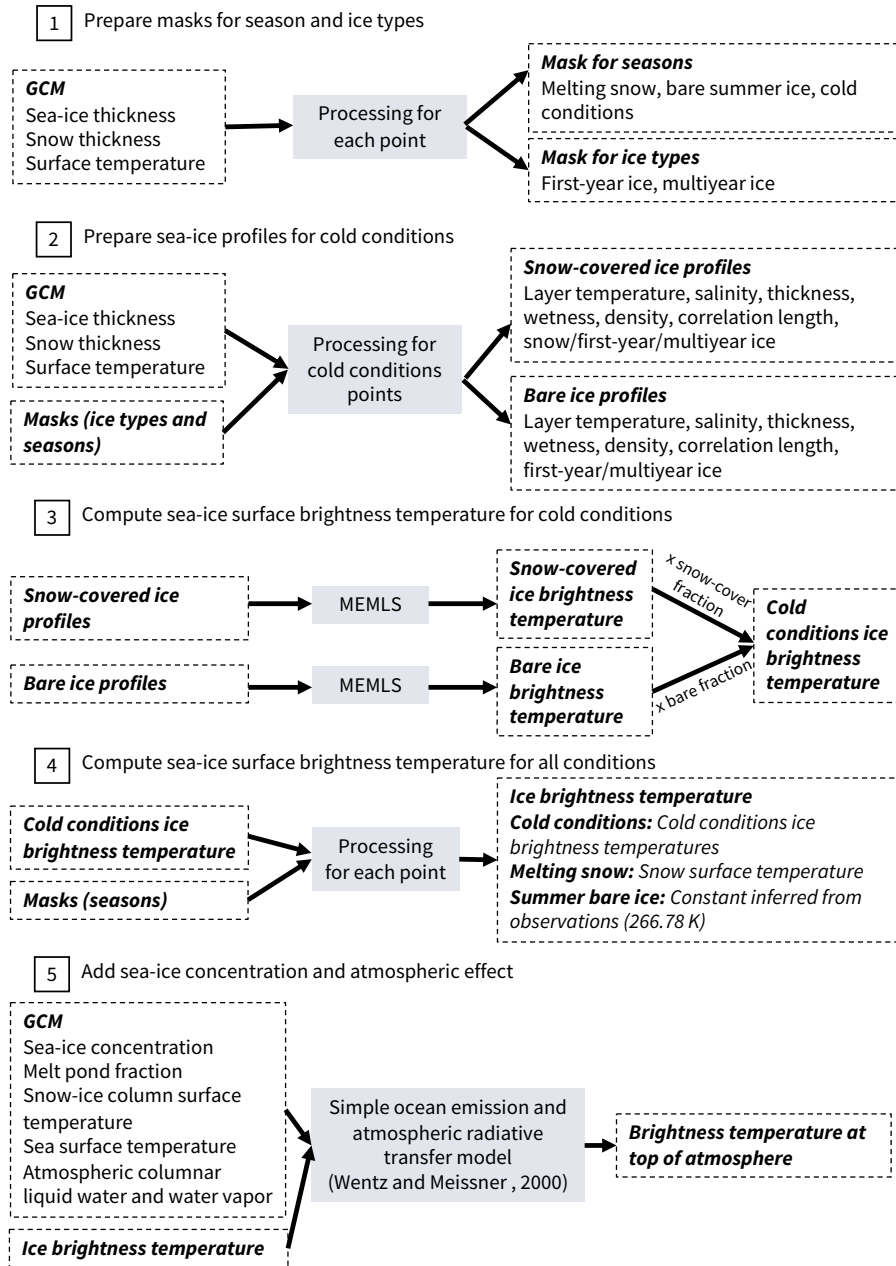 1 Prepare masks for season and ice types
GCM
Sea-ice thickness
Snow thickness
Surface temperature
Processing for
each point
Mask for seasons
Melting snow, bare summer ice, cold
conditions
Mask for ice types
First-year ice, multiyear ice
2 Prepare sea-ice profiles for cold conditions
GCM
Sea-ice thickness
Snow thickness
Surface temperature
Masks (ice types and
seasons)
Processing for
cold conditions
points
Snow-covered ice profiles
Layer temperature, salinity, thickness,
wetness, density, correlation length,
snow/first-year/multiyear ice
Bare ice profiles
Layer temperature, salinity, thickness,
wetness, density, correlation length,
first-year/multiyear ice
3 Compute sea-ice surface brightness temperature for cold conditions
Snow-covered ice
profiles
MEMLS
Snow-covered
ice brightness
temperature
x snow-cover
fraction
Bare ice profiles
MEMLS
Bare ice
brightness
temperature
x bare fraction
Cold
conditions ice
brightness
temperature
4 Compute sea-ice surface brightness temperature for all conditions
Cold conditions ice
brightness temperature
Masks (seasons)
Processing
for each point
Ice brightness temperature
Cold conditions: Cold conditions ice
brightness temperatures
Melting snow: Snow surface temperature
Summer bare ice: Constant inferred from
observations (266.78 K)
5 Add sea-ice concentration and atmospheric effect
GCM
Sea-ice concentration
Melt pond fraction
Snow-ice column surface
temperature
Sea surface temperature
Atmospheric columnar
liquid water and water vapor
Ice brightness temperature
Simple ocean emission and
atmospheric radiative
transfer model
(Wentz and Meissner , 2000)
Brightness temperature at
top of atmosphere